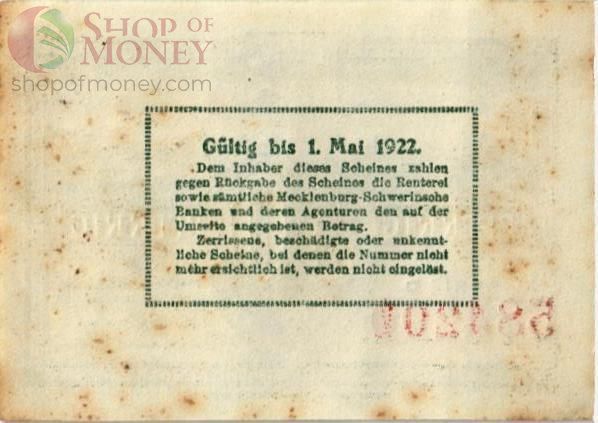 SHOP OF
MONEY
shopofmoney.com
Gültig bis 1. Mai 1922.
Dem Inhaber dieses Scheines zahlen
gegen Rückgabe des Scheines die Renterei
sowie sämtliche Mecklenburg-Schwerinsche
Banken und deren Agenturen den auf der
Umseite angegebenen Betrag.
Zerrissene, beschädigte oder unkennt-
liche Scheine, bei denen die Nummer nicht
mehr ersichtlich ist, werden nicht eingelöst.